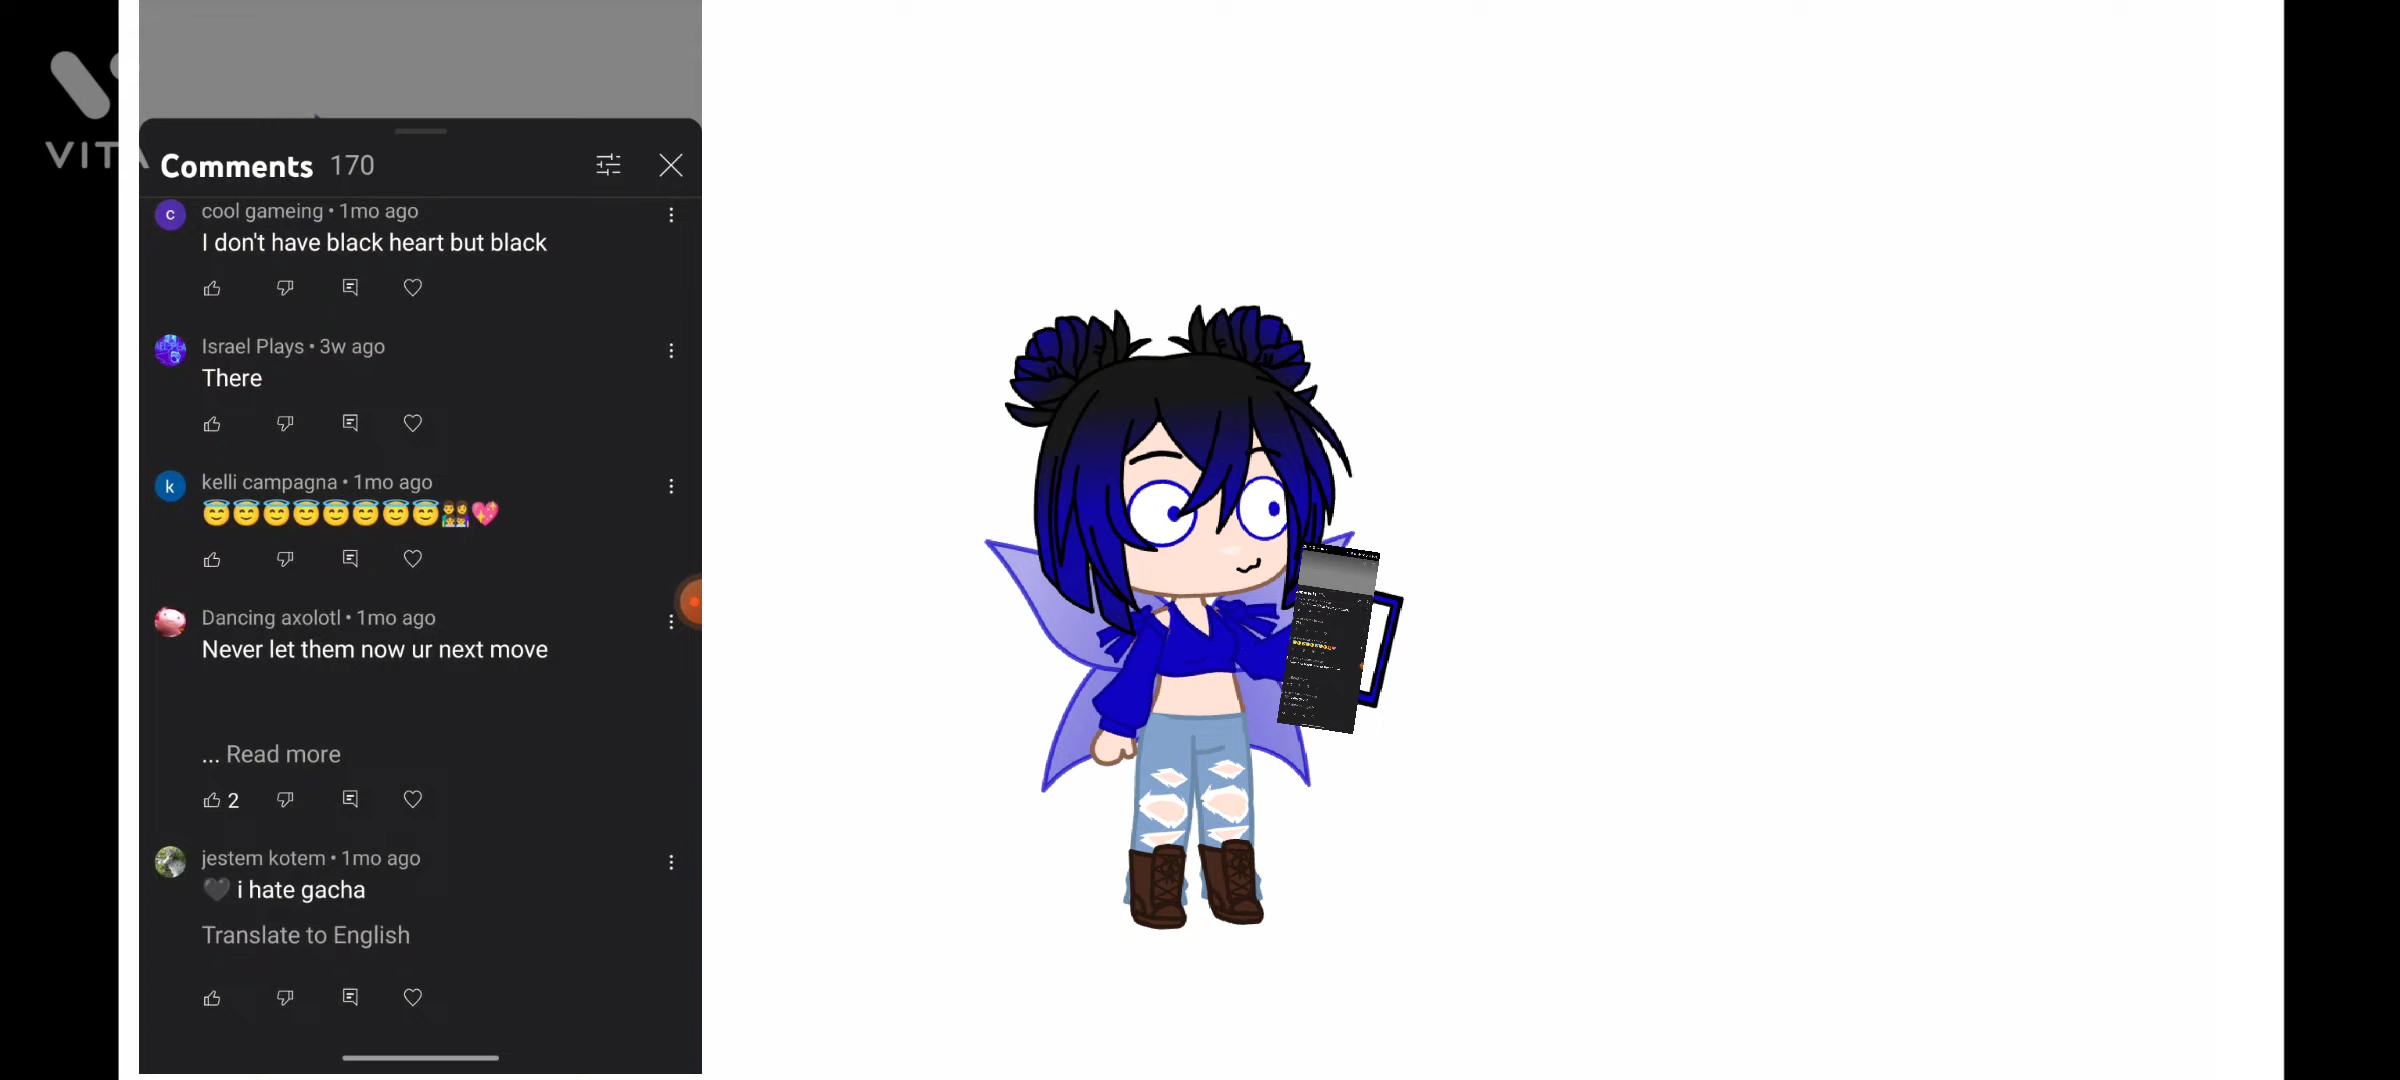 VITA
Comments 170
cool gameing • 1mo ago
I don't have black heart but black
Israel Plays • 3w ago
There
kelli campagna • 1mo ago
😇😇😇😇😇😇😇😇👩‍❤️‍👨💖
Dancing axolotl • 1mo ago
Never let them now ur next move
... Read more
2
jestem kotem • 1mo ago
🖤 i hate gacha
Translate to English